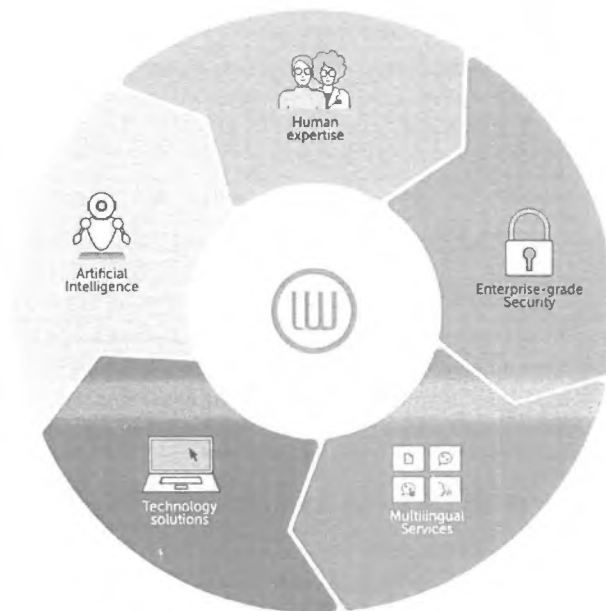 Human
expertise
Enterprise-grade
Security
Multilingual
Services
Technology
solutions
Artificial
Intelligence